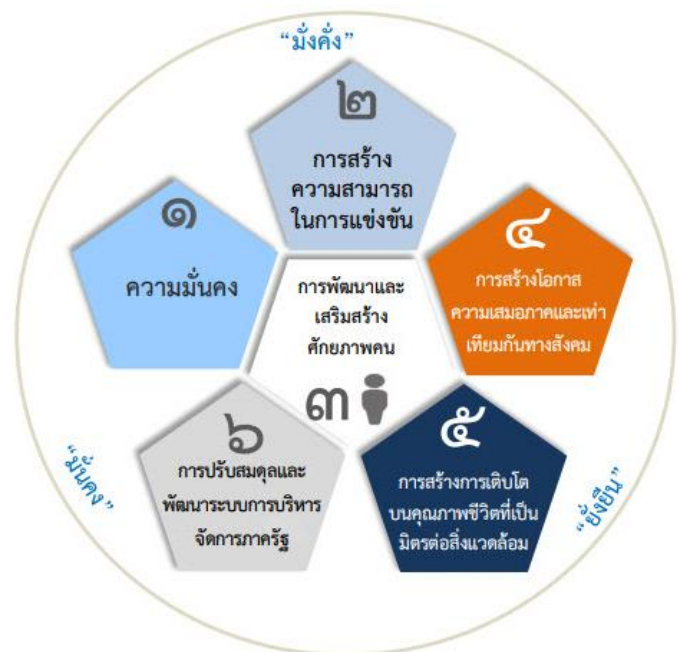 “มั่งคั่ง”
๒
การสร้าง
ความสามารถ
ในการแข่งขัน
๑
ความมั่นคง
๔
การสร้างโอกาส
ความเสมอภาคและเท่า
เทียมกันทางสังคม
การพัฒนาและ
เสริมสร้าง
ศักยภาพคน
๓
๖
การปรับสมดุลและ
พัฒนาระบบการบริหาร
จัดการภาครัฐ
๕
การสร้างการเติบโต
บนคุณภาพชีวิตที่เป็น
มิตรต่อสิ่งแวดล้อม
“มั่นคง”
“ยั่งยืน”